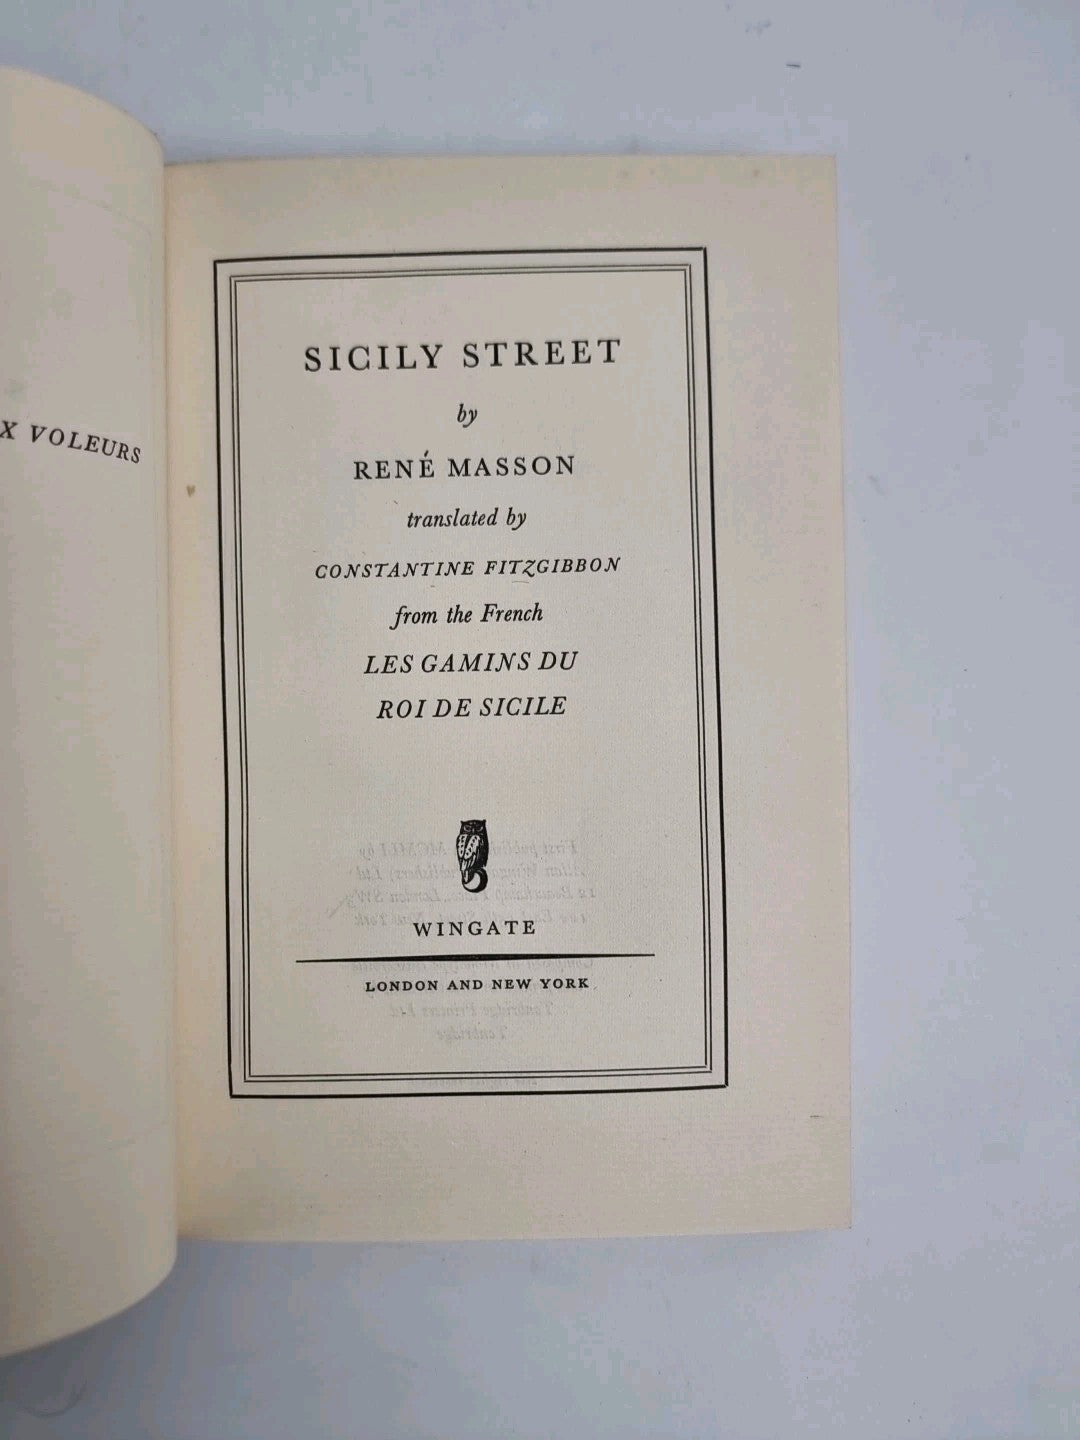 X VOLEURS
SICILY STREET
by
RENÉ MASSON
translated by
CONSTANTINE FITZGIBBON
from the French
LES GAMINS DU
ROI DE SICILE
WINGATE
LONDON AND NEW YORK